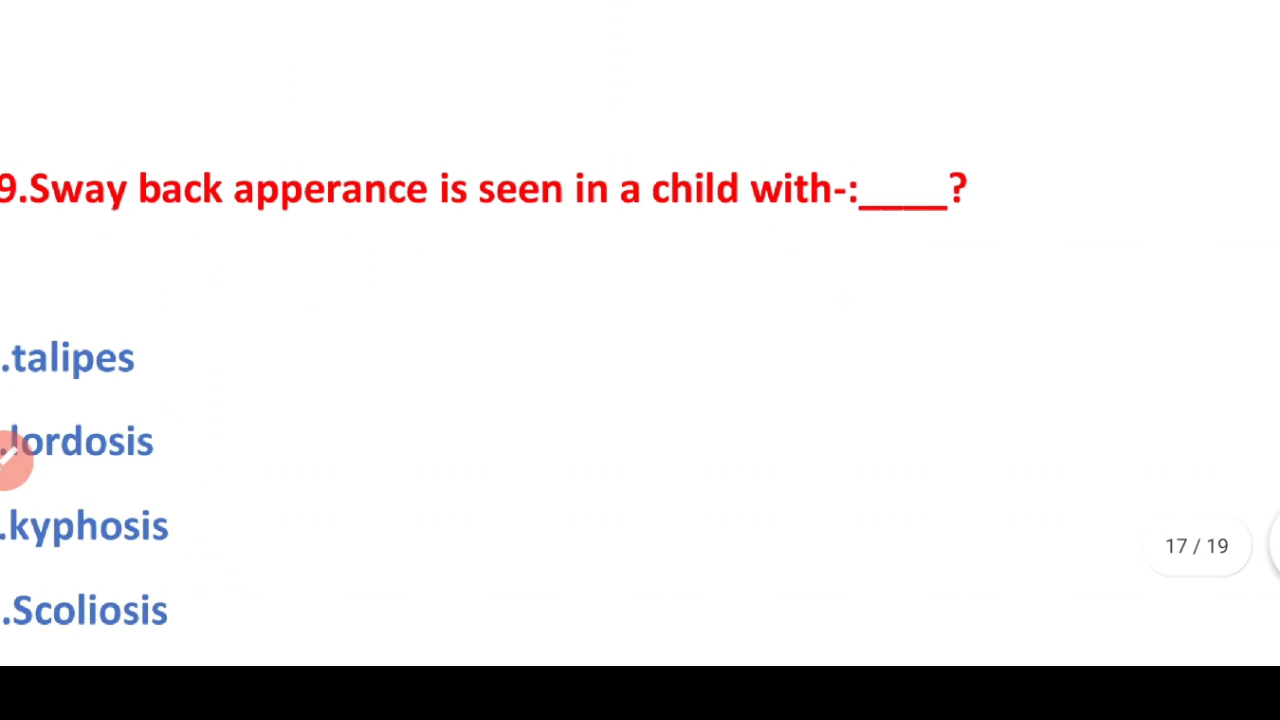 9.Sway back apperance is seen in a child with-:____?
.talipes
.lordosis
.kyphosis
17 / 19
.Scoliosis